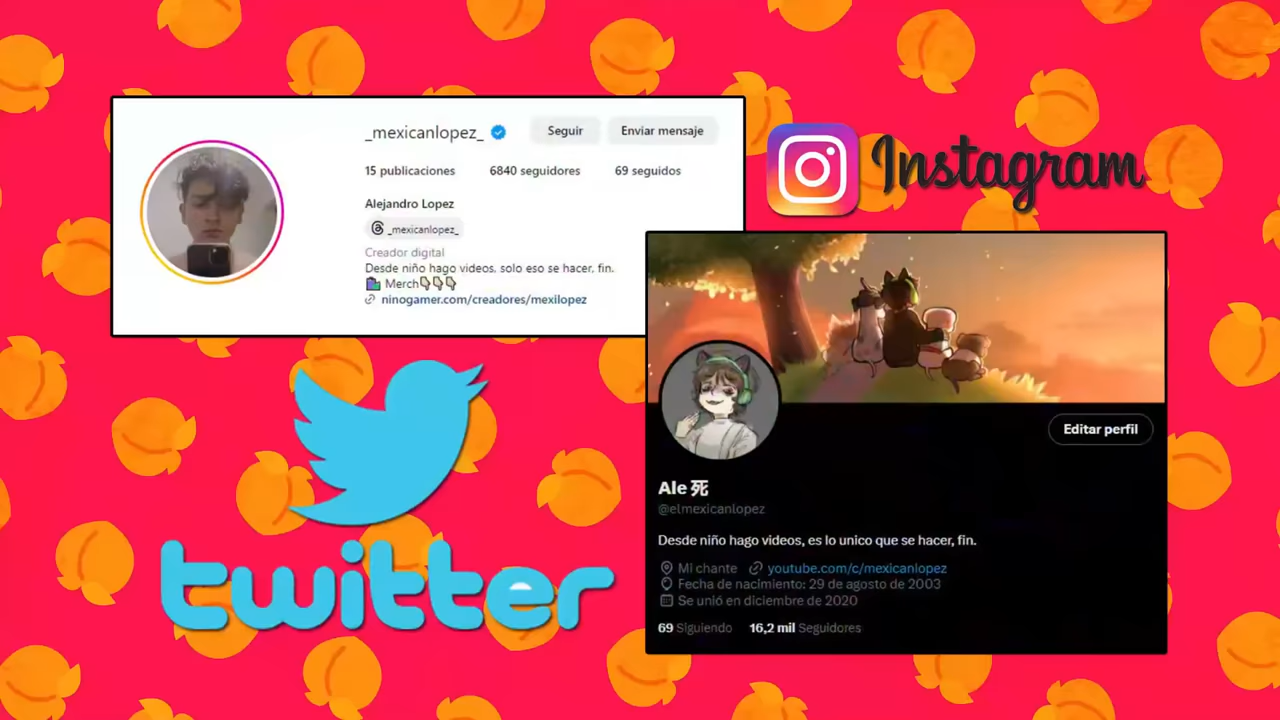 _mexicanlopez_ Seguir Enviar mensaje
15 publicaciones 6840 seguidores 69 seguidos
Alejandro Lopez
_mexicanlopez_
Creador digital
Desde niño hago videos. solo eso se hacer, fin.
Merch
ninogamer.com/creadores/mexilopez
Instagram
twitter
Editar perfil
Ale 死
@elmexicanlopez
Desde niño hago videos, es lo unico que se hacer, fin.
Mi chante youtube.com/c/mexicanlopez
Fecha de nacimiento: 29 de agosto de 2003
Se unió en diciembre de 2020
69 Siguiendo 16,2 mil Seguidores